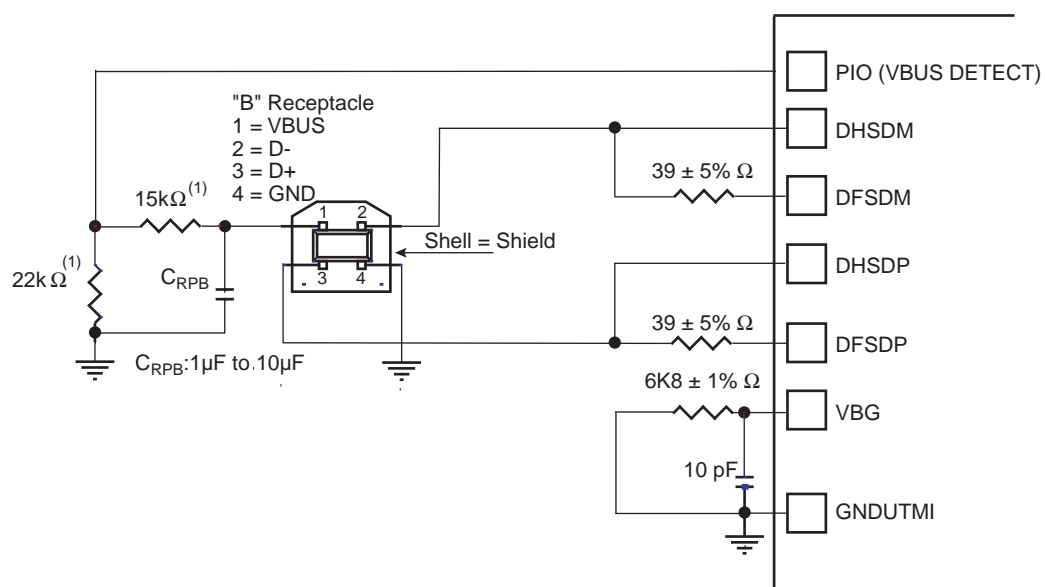 PIO (VBUS DETECT)
"B" Receptacle
1 = VBUS
2 = D-
3 = D+
4 = GND
DHSDM
39 ± 5% Ω
DFSDM
15kΩ(1)
1 2
Shell = Shield
DHSDP
22k Ω(1)
CRPB
3 4
39 ± 5% Ω
DFSDP
CRPB:1µF to 10µF
6K8 ± 1% Ω
VBG
10 pF
GNDUTMI